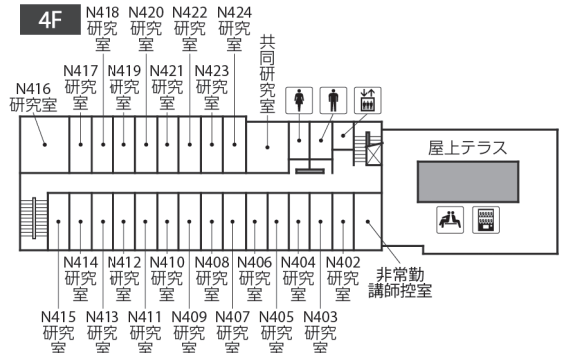 4F
N418
研究
室
N420
研究
室
N422
研究
室
N424
研究
室
共同研究室
N417
研究
室
N419
研究
室
N421
研究
室
N423
研究
室
N416
研究室
屋上テラス
N414
研究
室
N412
研究
室
N410
研究
室
N408
研究
室
N406
研究
室
N404
研究
室
N402
研究
室
非常勤
講師控室
N415
研究
室
N413
研究
室
N411
研究
室
N409
研究
室
N407
研究
室
N405
研究
室
N403
研究
室